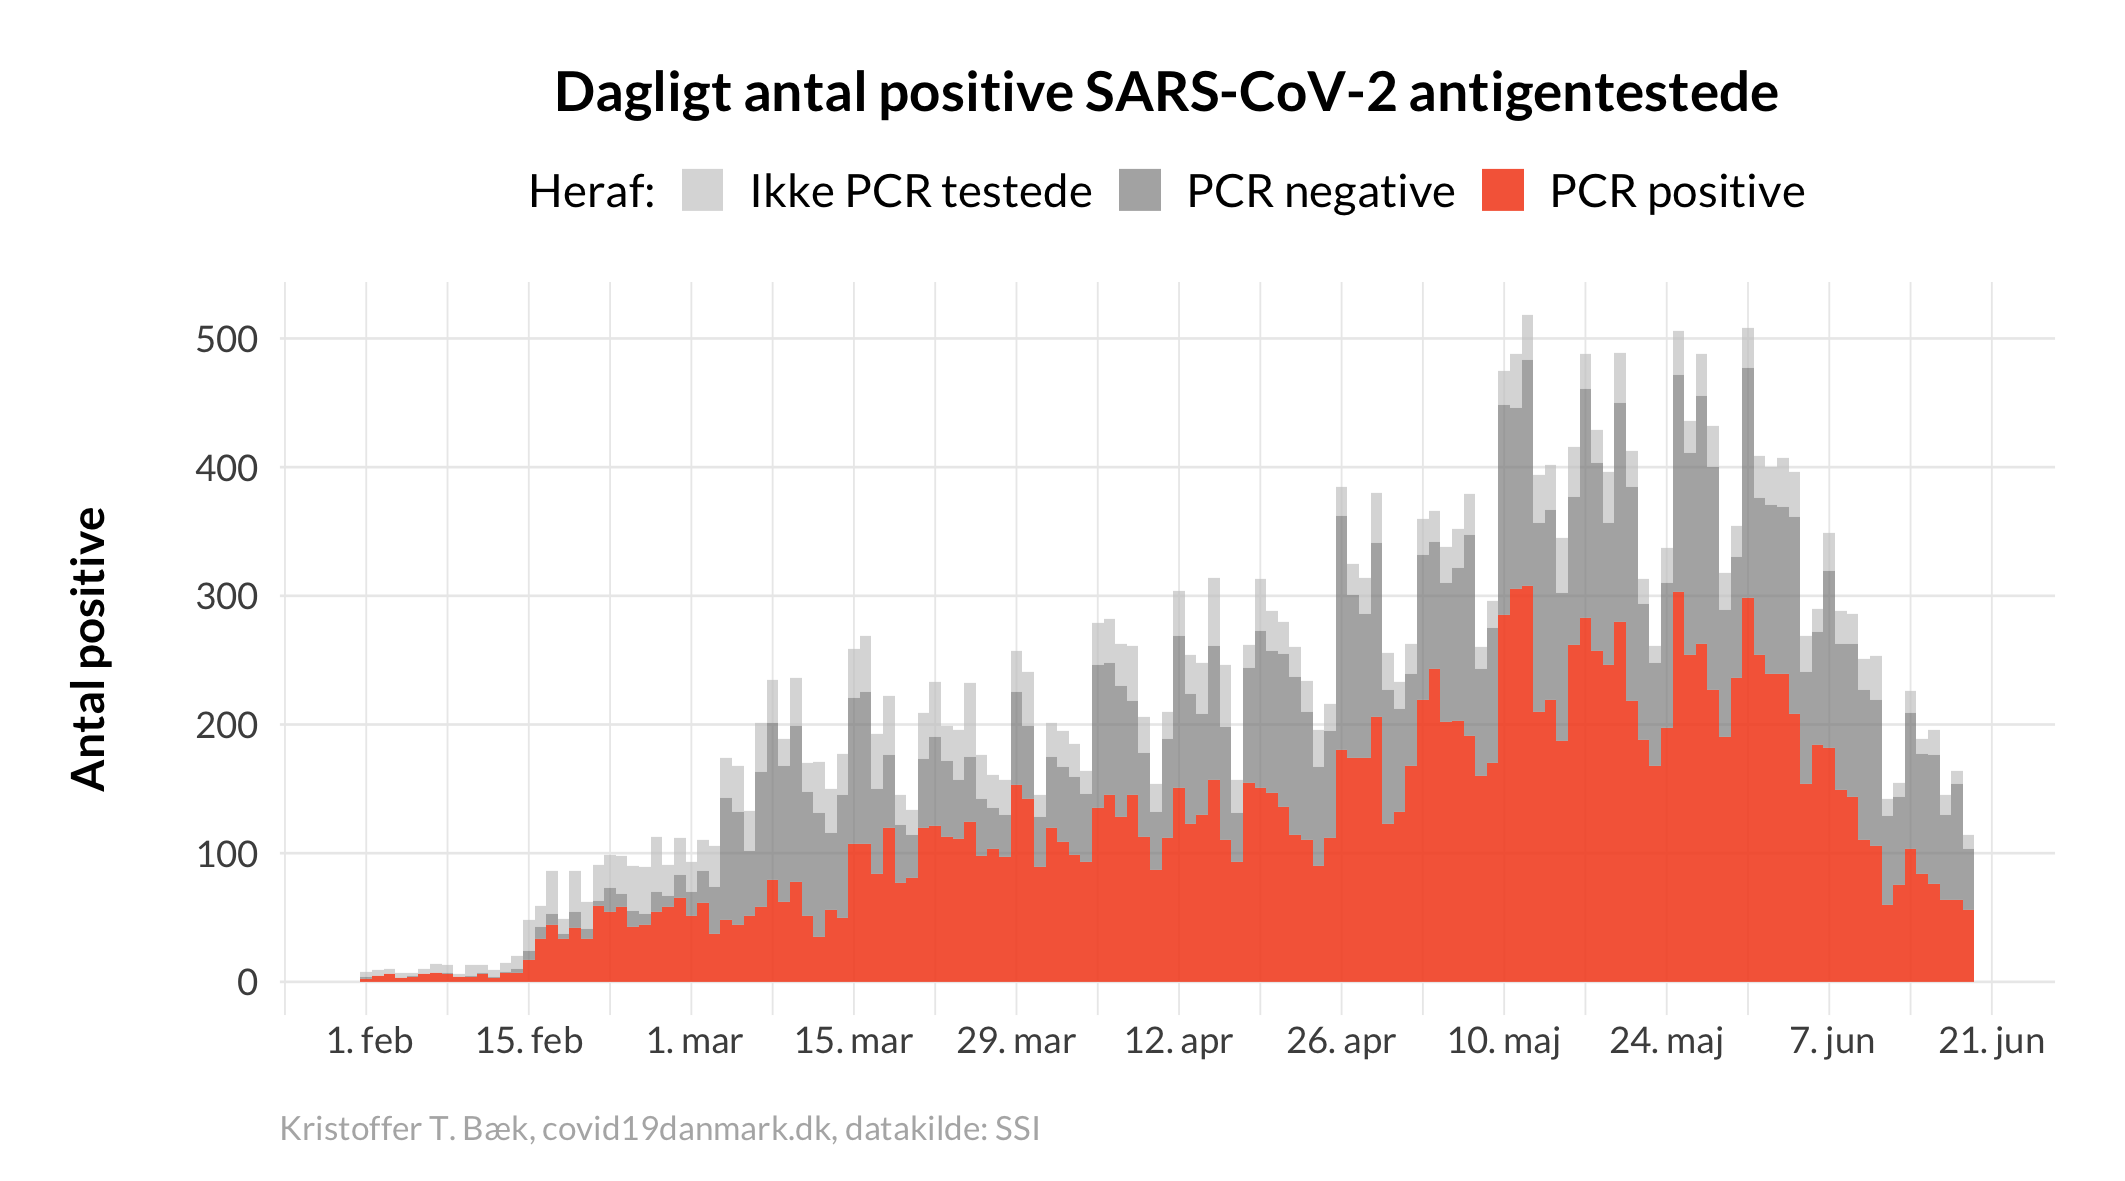 Dagligt antal positive SARS-CoV-2 antigentestede
Heraf: Ikke PCR testede PCR negative PCR positive
Antal positive
500
400
300
200
100
0
1. feb 15. feb 1. mar 15. mar 29. mar 12. apr 26. apr 10. maj 24. maj 7. jun 21. jun
Kristoffer T. Bæk, covid19danmark.dk, datakilde: SSI